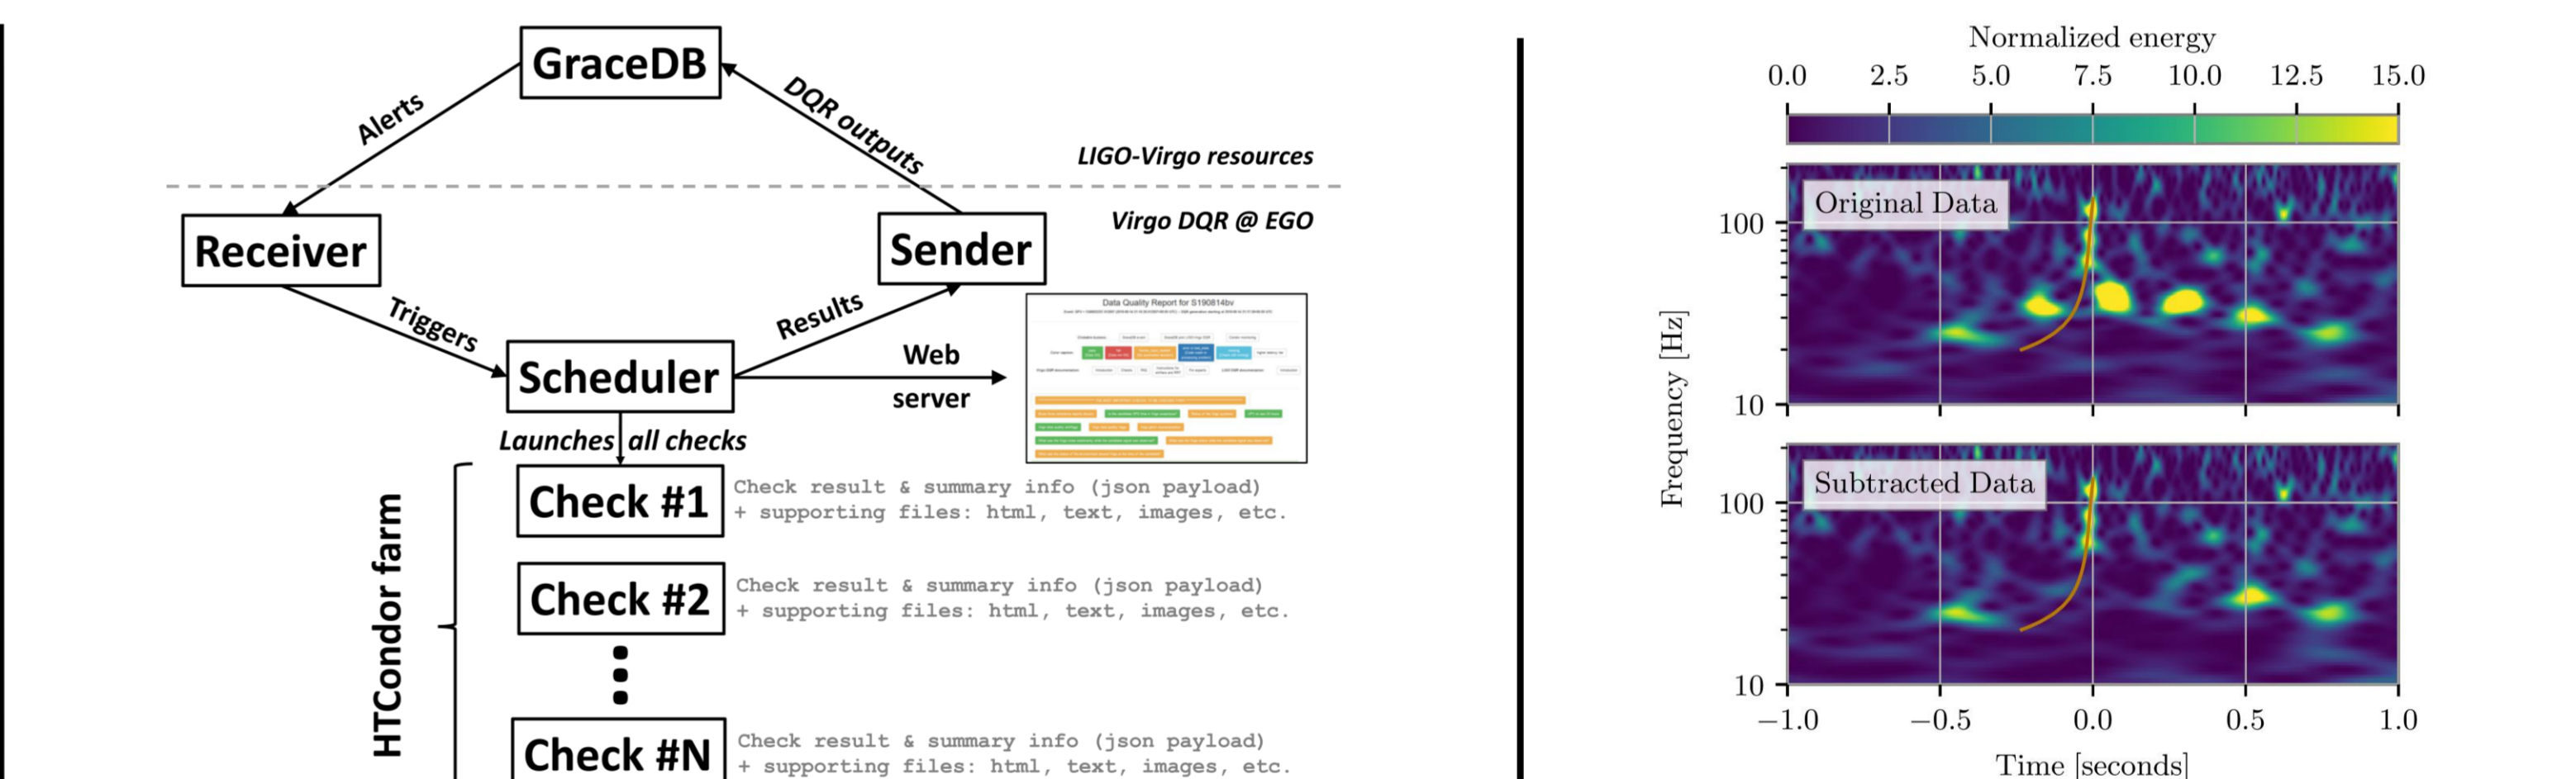 GraceDB
Alerts
DQR outputs
LIGO-Virgo resources
Virgo DQR @ EGO
Receiver
Sender
Triggers
Results
Scheduler
Web
server
Data Quality Report for S190814bv
Launches all checks
HTCondor farm
Check #1
Check result & summary info (json payload)
+ supporting files: html, text, images, etc.
Check #2
Check result & summary info (json payload)
+ supporting files: html, text, images, etc.
Check #N
Check result & summary info (json payload)
+ supporting files: html, text, images, etc.
Normalized energy
0.0 2.5 5.0 7.5 10.0 12.5 15.0
Original Data
100
10
Frequency [Hz]
Subtracted Data
100
10
−1.0 −0.5 0.0 0.5 1.0
Time [seconds]